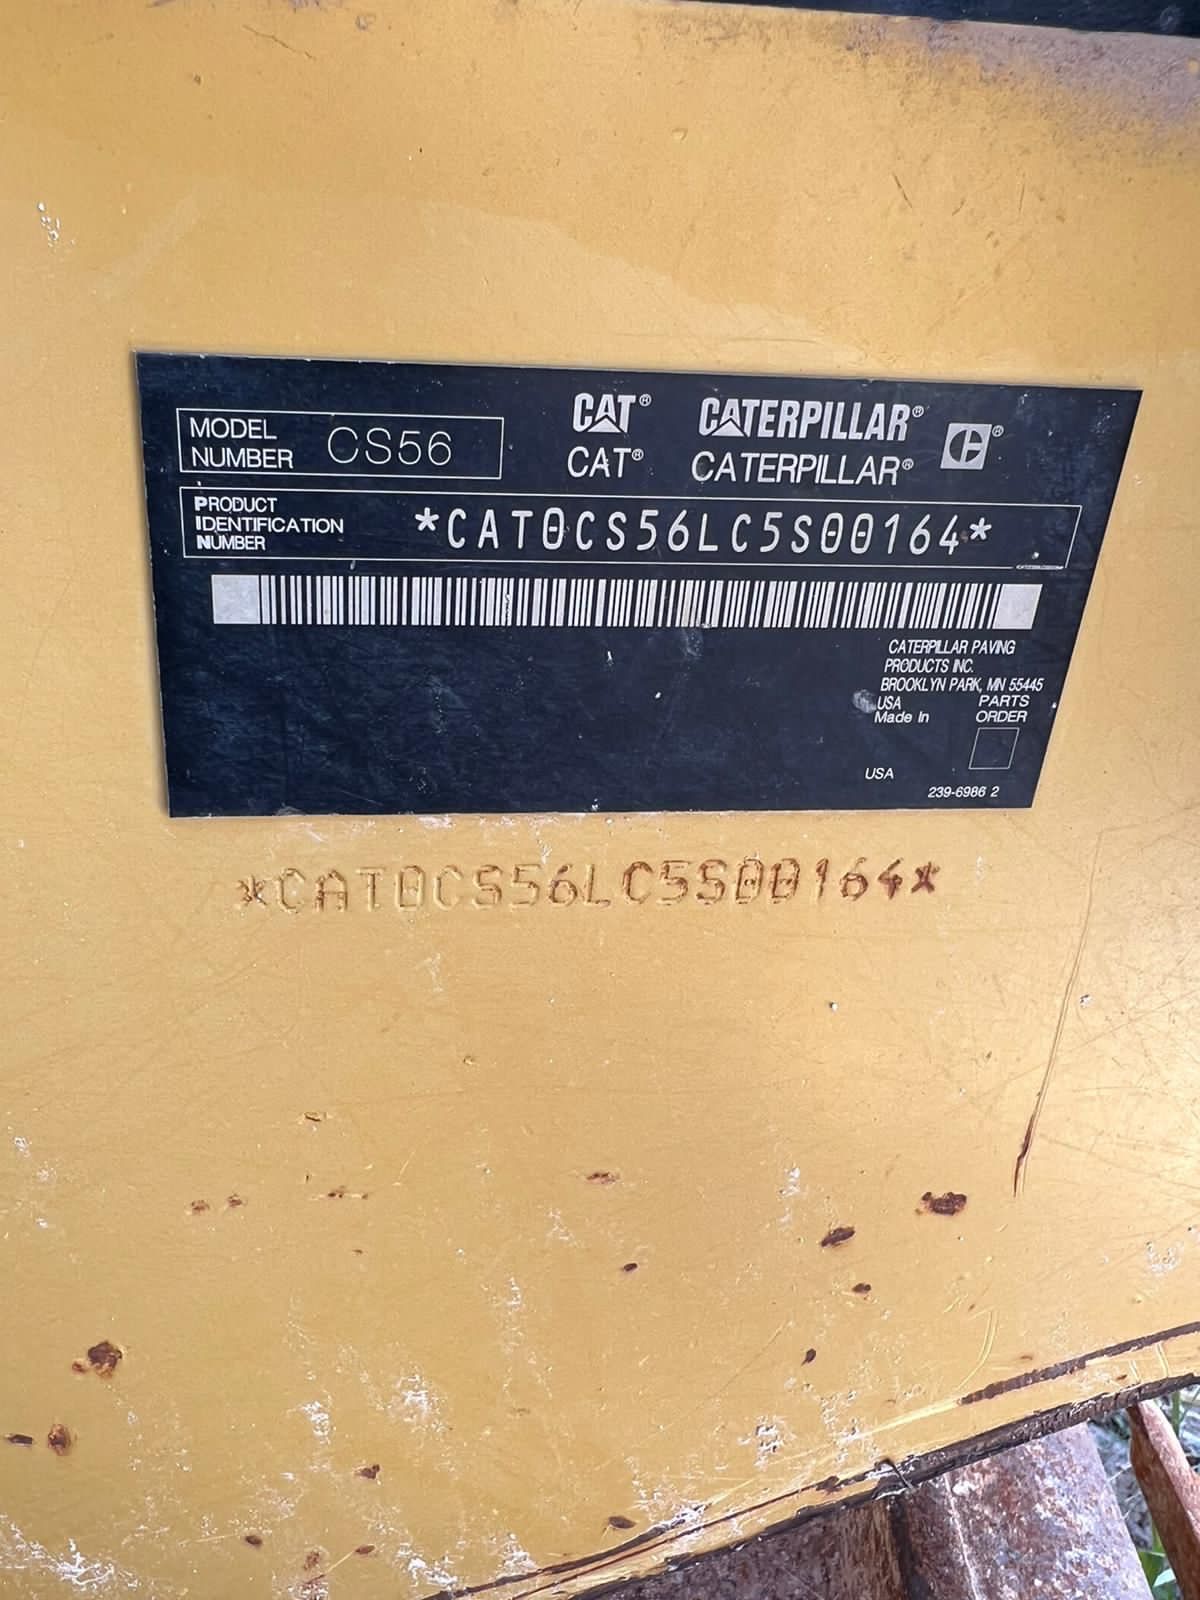 MODEL NUMBER CS56
CAT® CATERPILLAR®
CAT® CATERPILLAR®
PRODUCT
IDENTIFICATION
NUMBER
*CAT0CS56LC5S00164*
CATERPILLAR PAVING
PRODUCTS INC.
BROOKLYN PARK, MN 55445
USA
Made In
PARTS
ORDER
USA
239-6986 2
*CAT0CS56LC5S00164*